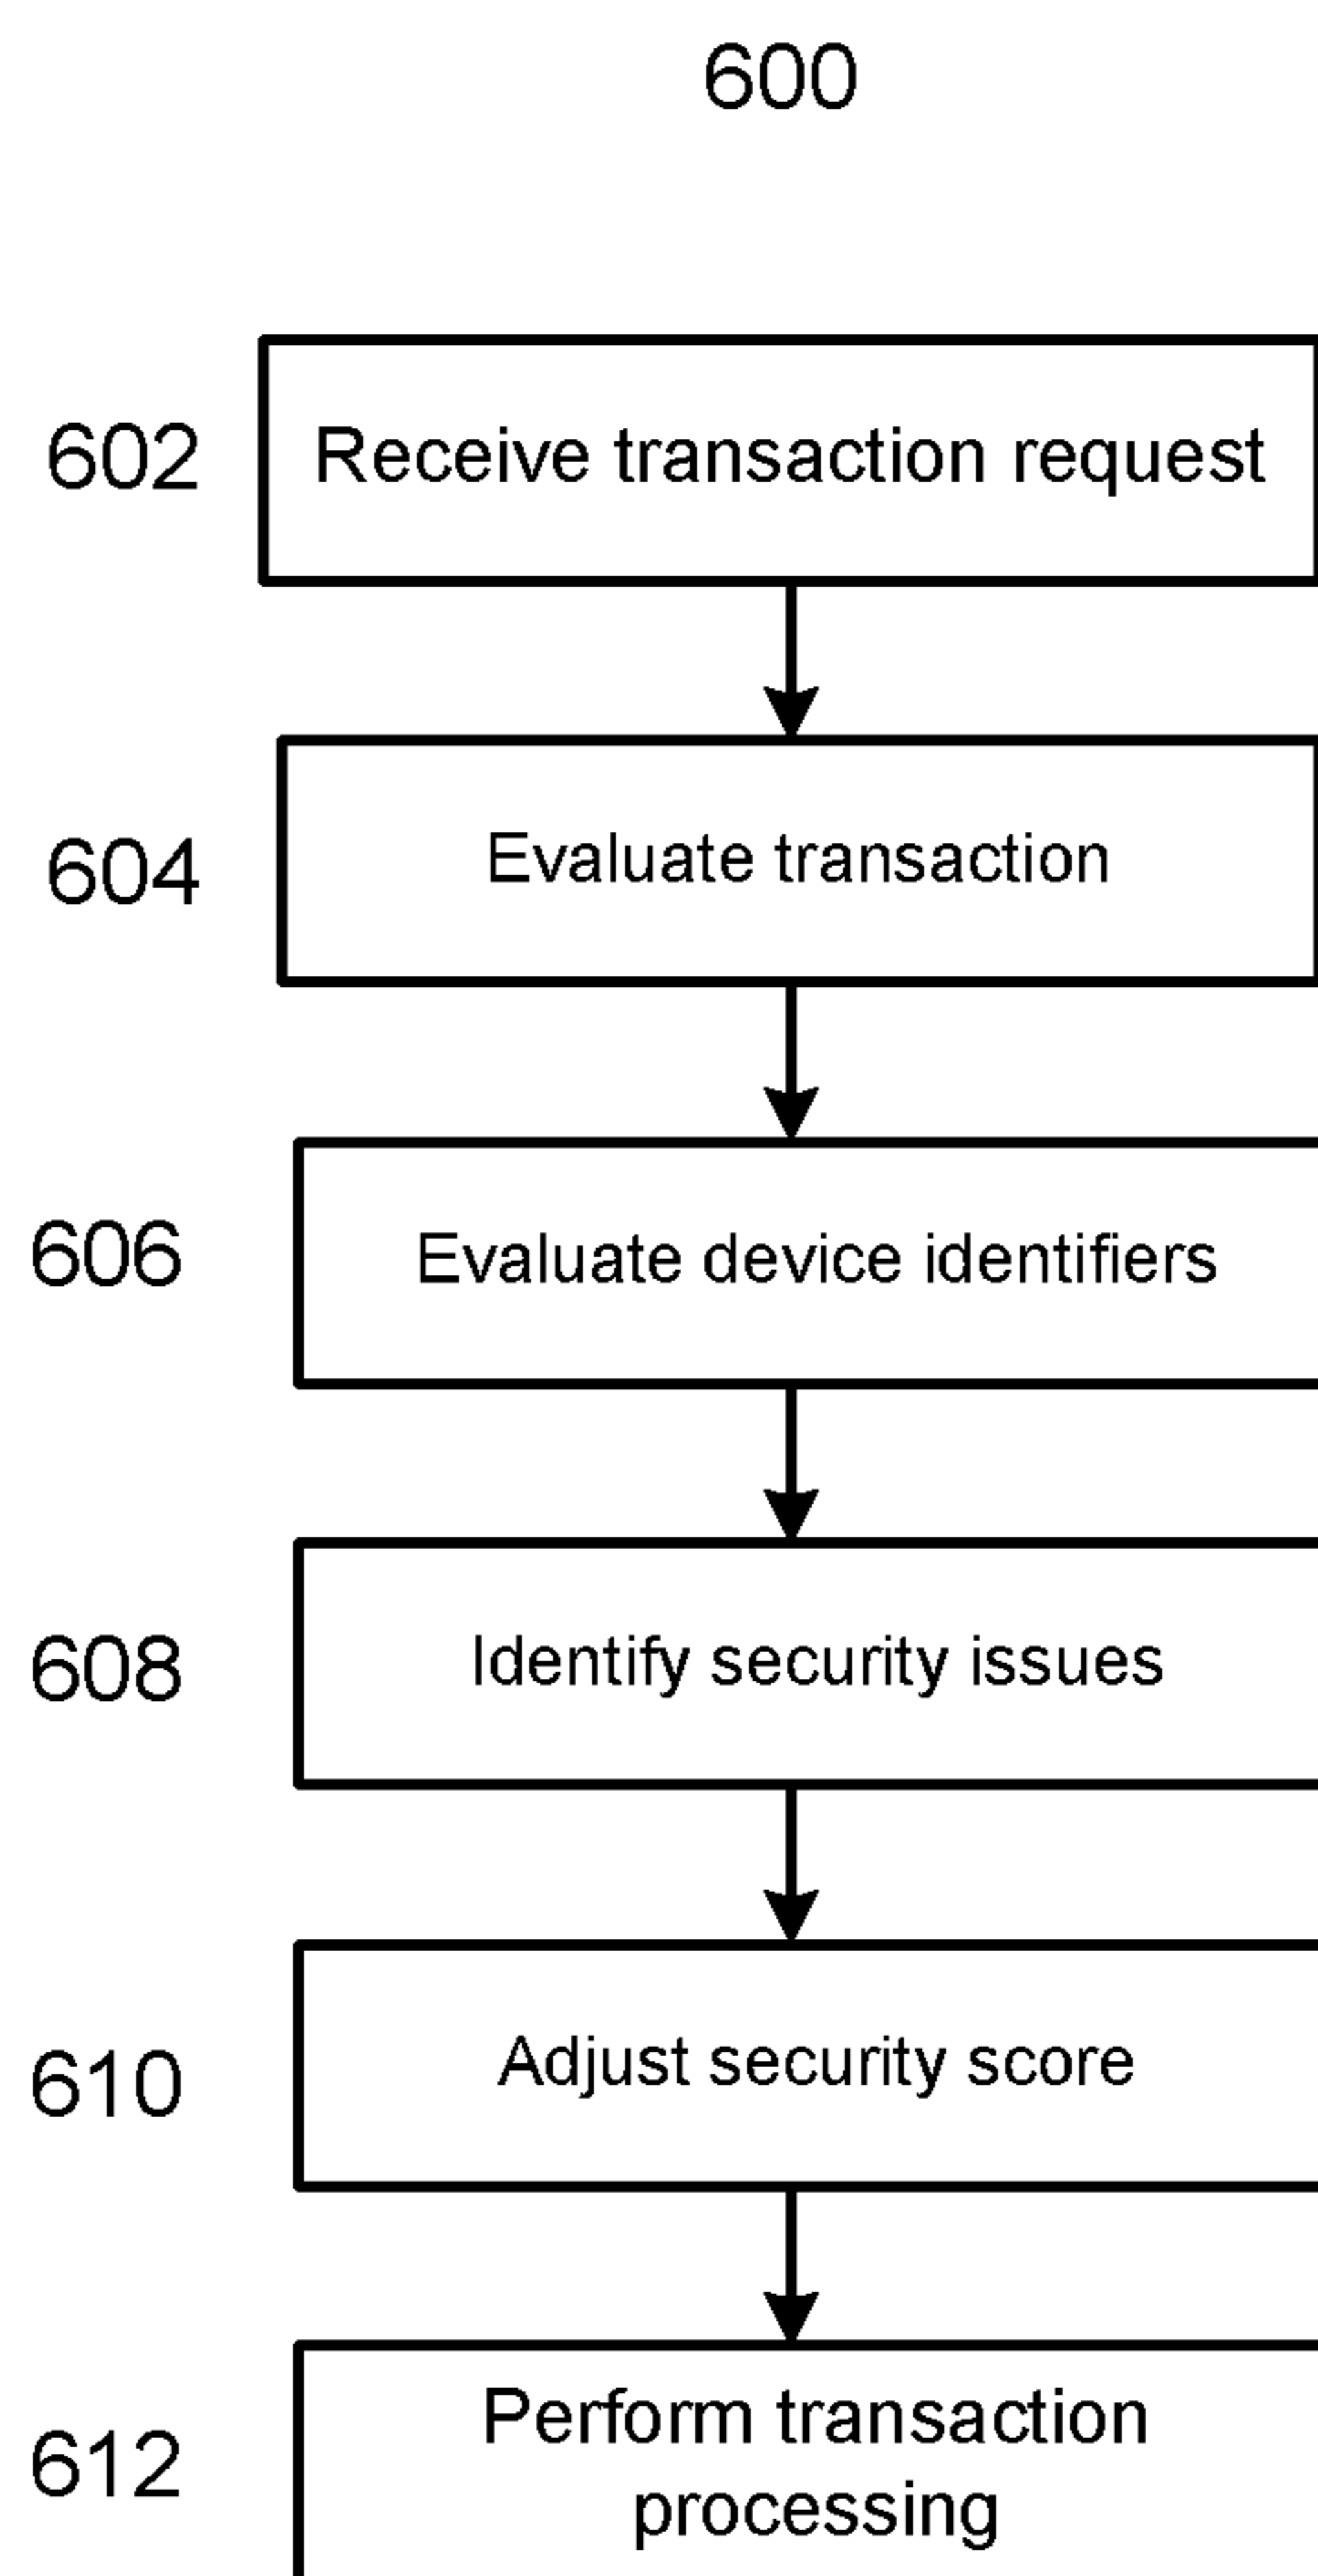 600
602 Receive transaction request
604 Evaluate transaction
606 Evaluate device identifiers
608 Identify security issues
610 Adjust security score
612 Perform transaction
processing